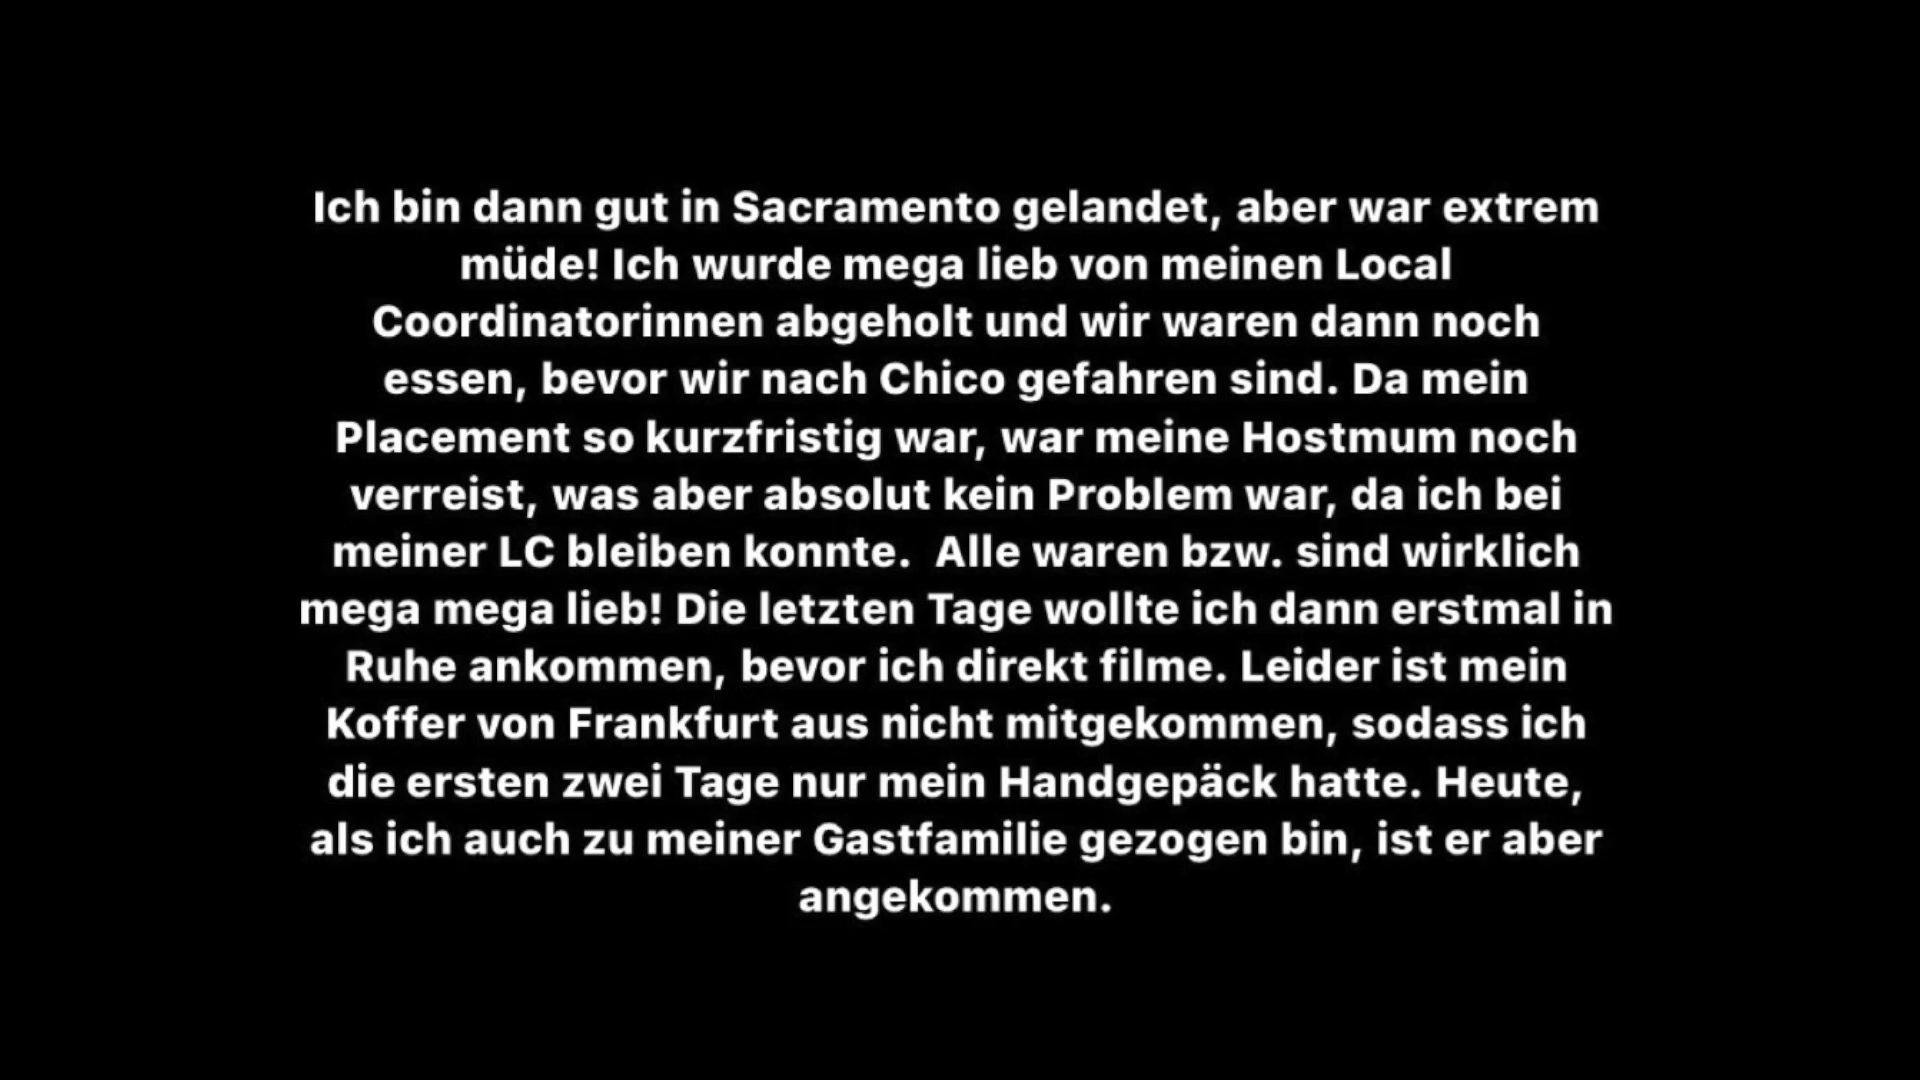 Ich bin dann gut in Sacramento gelandet, aber war extrem
müde! Ich wurde mega lieb von meinen Local
Coordinatorinnen abgeholt und wir waren dann noch
essen, bevor wir nach Chico gefahren sind. Da mein
Placement so kurzfristig war, war meine Hostmum noch
verreist, was aber absolut kein Problem war, da ich bei
meiner LC bleiben konnte.  Alle waren bzw. sind wirklich
mega mega lieb! Die letzten Tage wollte ich dann erstmal in
Ruhe ankommen, bevor ich direkt filme. Leider ist mein
Koffer von Frankfurt aus nicht mitgekommen, sodass ich
die ersten zwei Tage nur mein Handgepäck hatte. Heute,
als ich auch zu meiner Gastfamilie gezogen bin, ist er aber
angekommen.